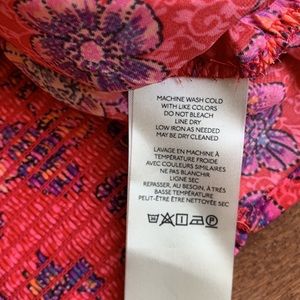 MACHINE WASH COLD
WITH LIKE COLORS
DO NOT BLEACH
LINE DRY
LOW IRON AS NEEDED
MAY BE DRY CLEANED
LAVAGE EN MACHINE À
TEMPÉRATURE FROIDE
AVEC COULEURS SIMILAIRES
NE PAS BLANCHIR
LIGNE SEC
REPASSER, AU BESOIN, À TRÈS
BASSE TEMPÉRATURE
PEUT-ÊTRE ÊTRE NETTOYÉE SEC